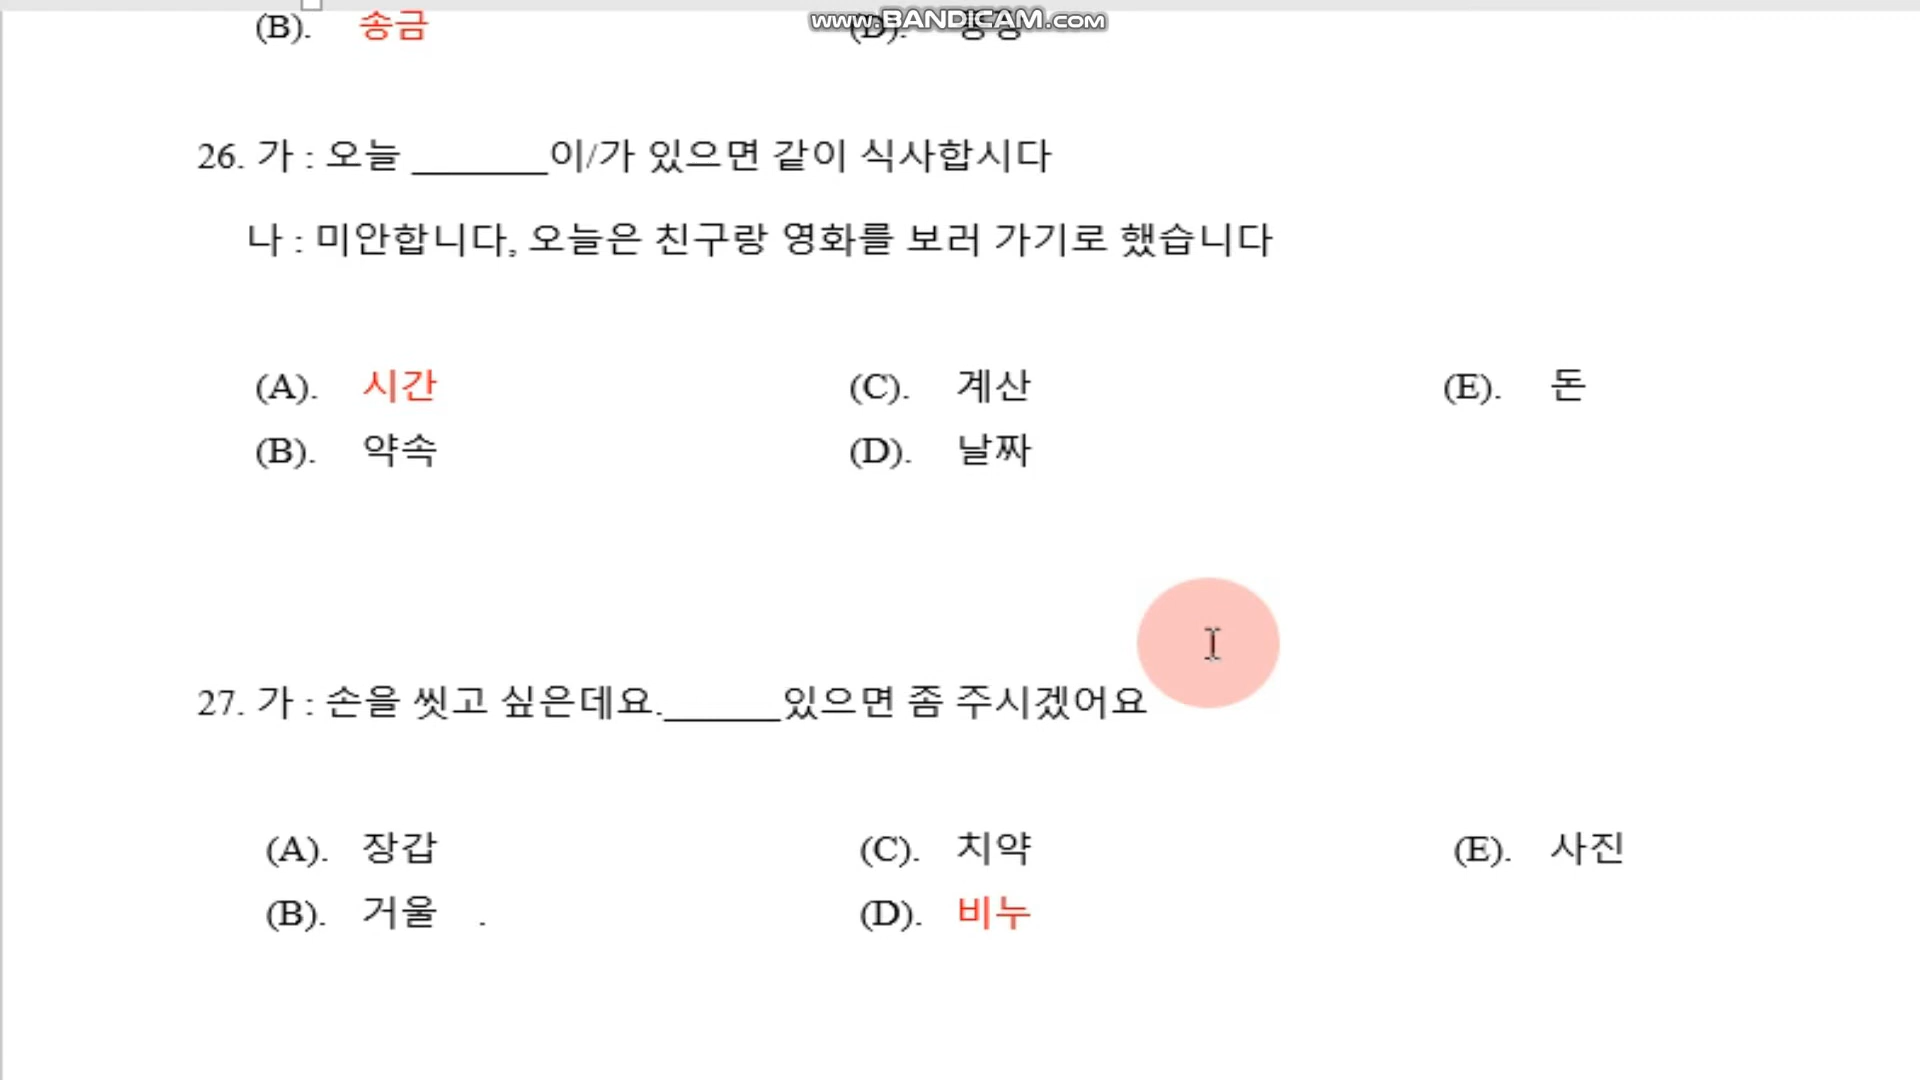 www.BANDICAM.com
(B). 송금 (D).
26. 가 : 오늘 _______이/가 있으면 같이 식사합시다
나 : 미안합니다, 오늘은 친구랑 영화를 보러 가기로 했습니다
(A). 시간 (C). 계산 (E). 돈
(B). 약속 (D). 날짜
27. 가 : 손을 씻고 싶은데요.______있으면 좀 주시겠어요
(A). 장갑 (C). 치약 (E). 사진
(B). 거울 . (D). 비누